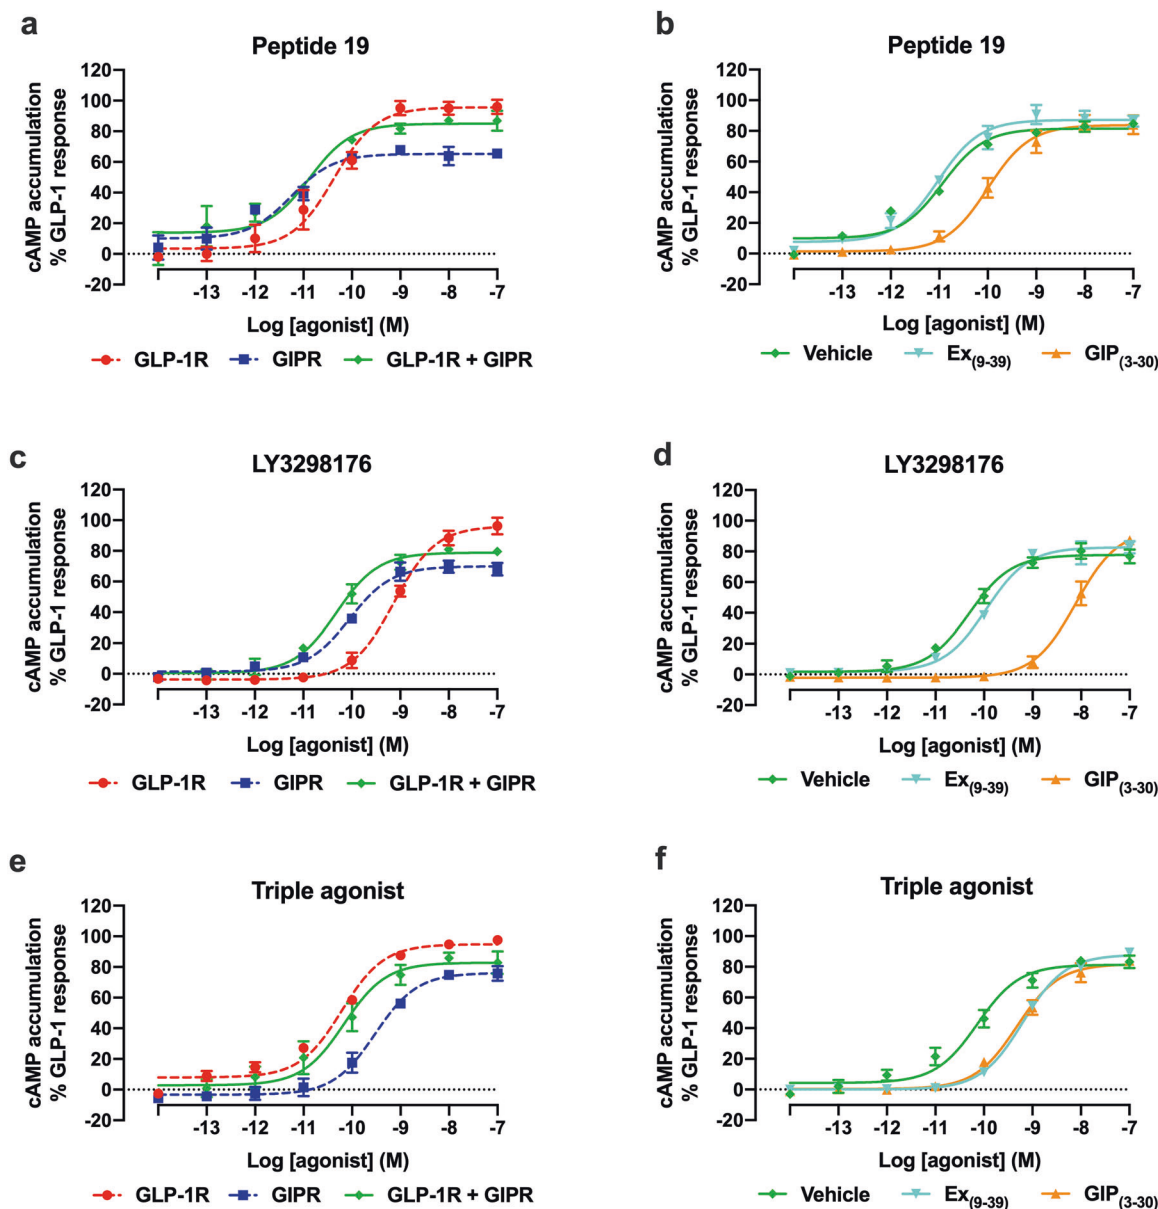 a
Peptide 19
cAMP accumulation
% GLP-1 response
120
100
80
60
40
20
0
-20
-13 -12 -11 -10 -9 -8 -7
Log [agonist] (M)
GLP-1R GIPR GLP-1R + GIPR
b
Peptide 19
cAMP accumulation
% GLP-1 response
120
100
80
60
40
20
0
-20
-13 -12 -11 -10 -9 -8 -7
Log [agonist] (M)
Vehicle Ex(9-39) GIP(3-30)
c
LY3298176
cAMP accumulation
% GLP-1 response
120
100
80
60
40
20
0
-20
-13 -12 -11 -10 -9 -8 -7
Log [agonist] (M)
GLP-1R GIPR GLP-1R + GIPR
d
LY3298176
cAMP accumulation
% GLP-1 response
120
100
80
60
40
20
0
-20
-13 -12 -11 -10 -9 -8 -7
Log [agonist] (M)
Vehicle Ex(9-39) GIP(3-30)
e
Triple agonist
cAMP accumulation
% GLP-1 response
120
100
80
60
40
20
0
-20
-13 -12 -11 -10 -9 -8 -7
Log [agonist] (M)
GLP-1R GIPR GLP-1R + GIPR
f
Triple agonist
cAMP accumulation
% GLP-1 response
120
100
80
60
40
20
0
-20
-13 -12 -11 -10 -9 -8 -7
Log [agonist] (M)
Vehicle Ex(9-39) GIP(3-30)